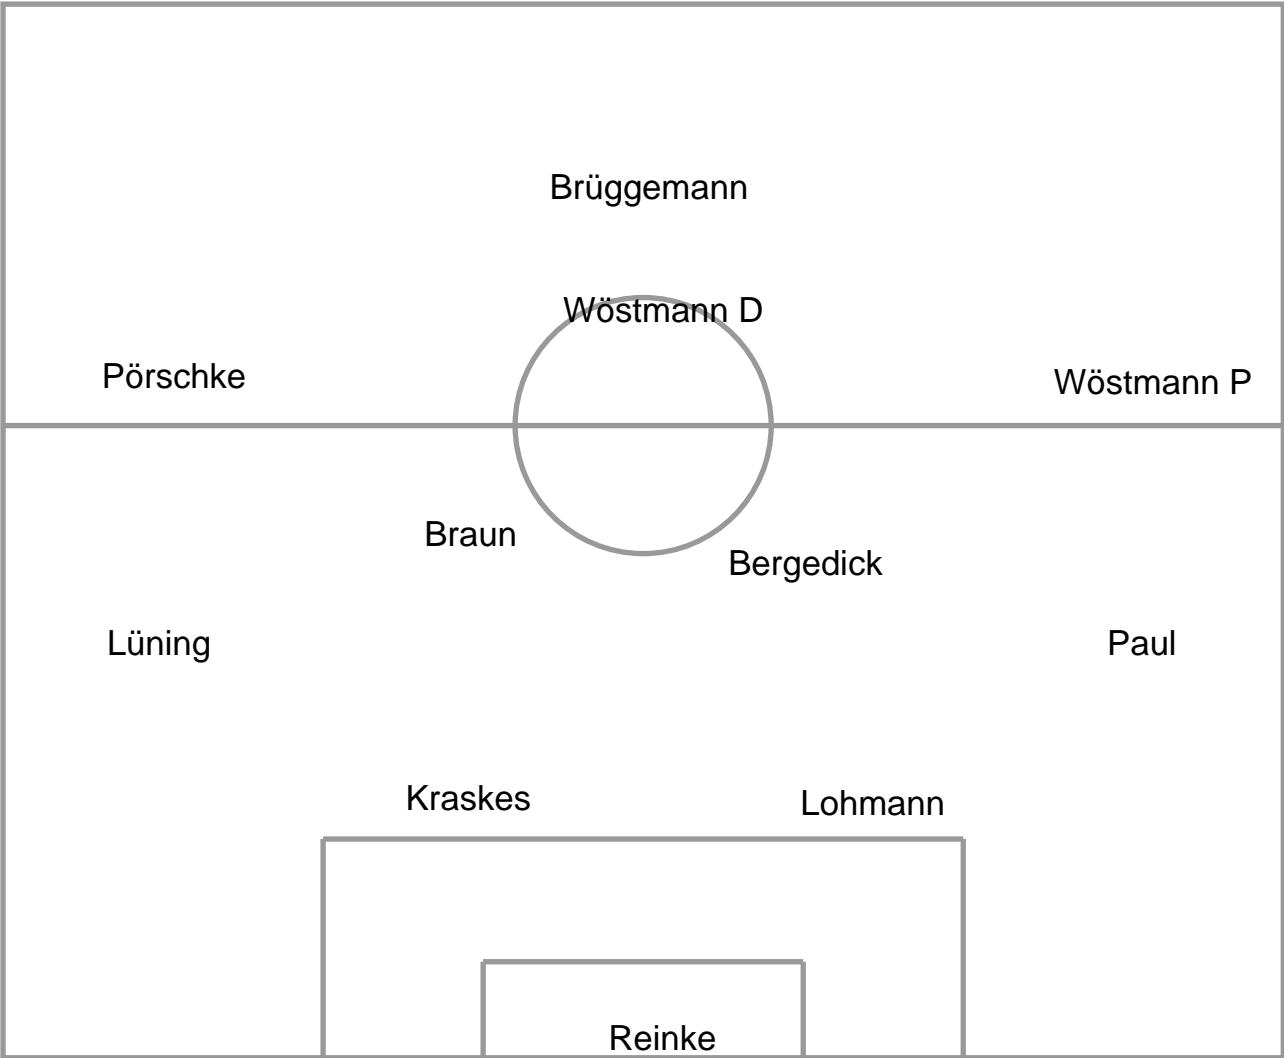 Brüggemann
Wöstmann D
Pörschke
Wöstmann P
Braun
Bergedick
Lüning
Paul
Kraskes
Lohmann
Reinke